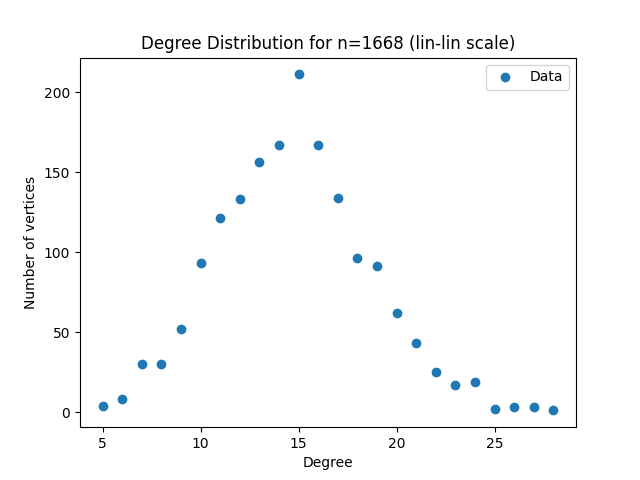 Degree Distribution for n=1668 (lin-lin scale)
Data
200
150
100
50
0
Number of vertices
5 10 15 20 25
Degree